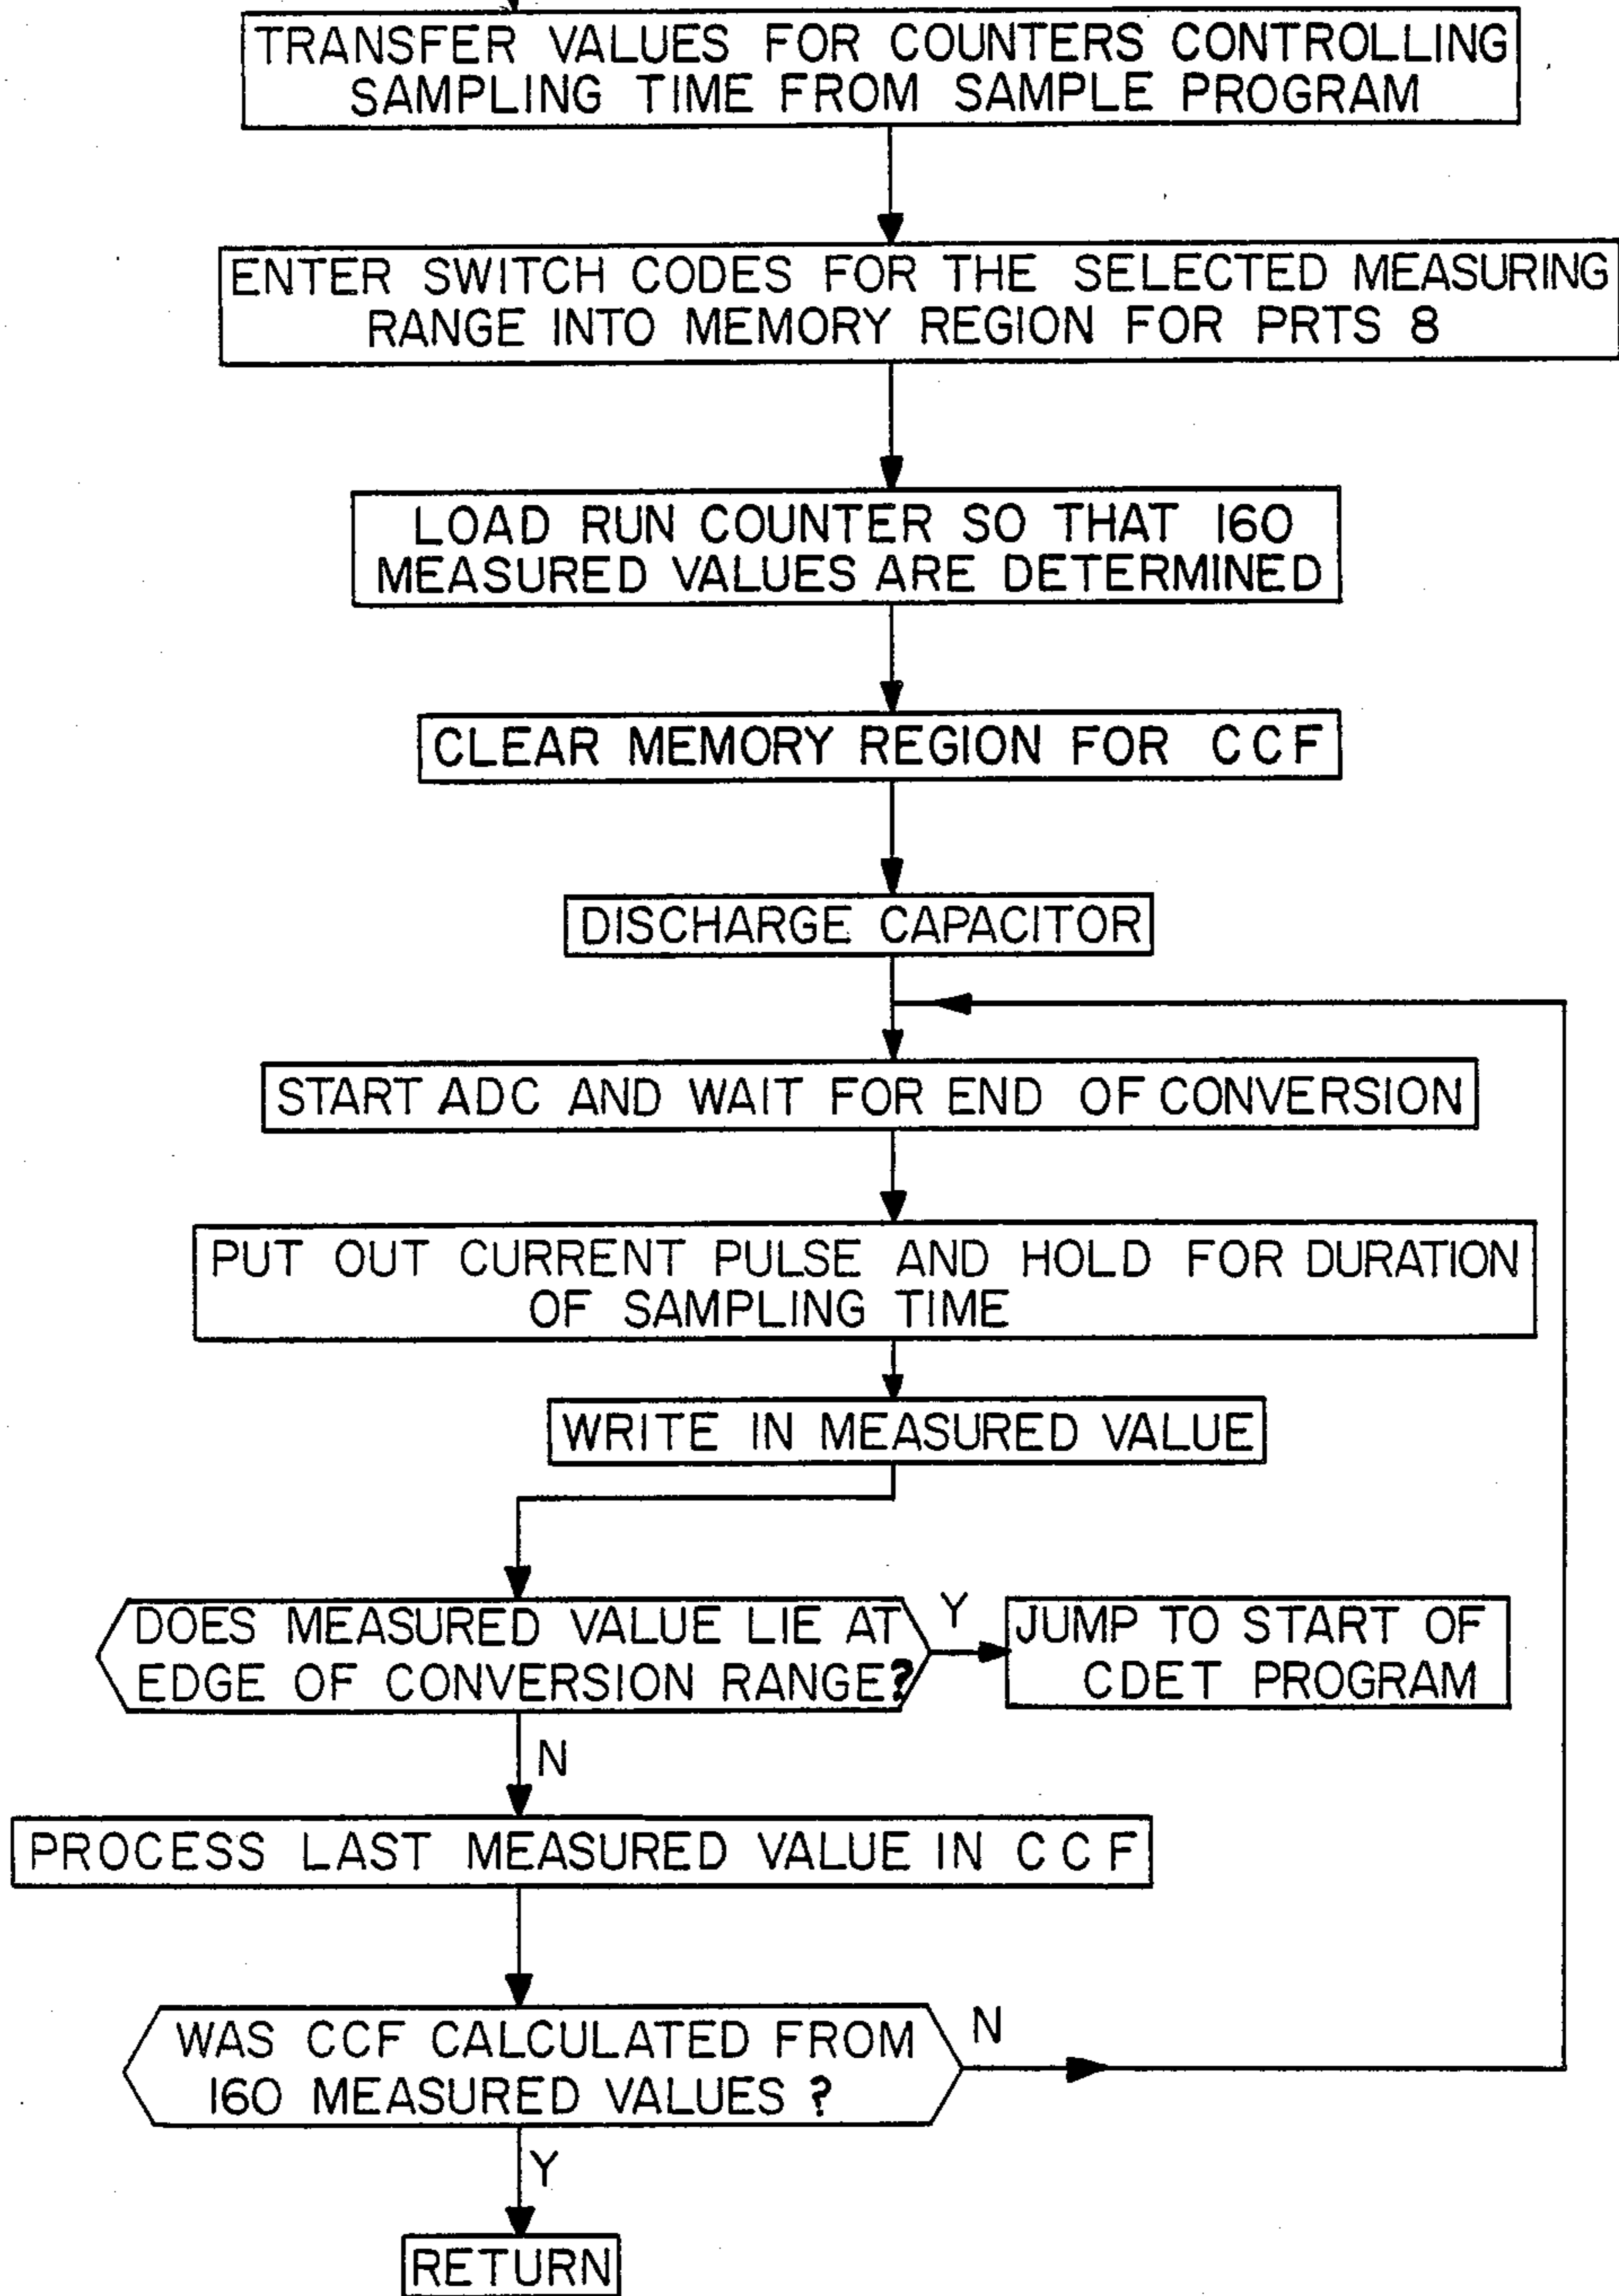 TRANSFER VALUES FOR COUNTERS CONTROLLING
SAMPLING TIME FROM SAMPLE PROGRAM
ENTER SWITCH CODES FOR THE SELECTED MEASURING
RANGE INTO MEMORY REGION FOR PRTS 8
LOAD RUN COUNTER SO THAT 160
MEASURED VALUES ARE DETERMINED
CLEAR MEMORY REGION FOR CCF
DISCHARGE CAPACITOR
START ADC AND WAIT FOR END OF CONVERSION
PUT OUT CURRENT PULSE AND HOLD FOR DURATION
OF SAMPLING TIME
WRITE IN MEASURED VALUE
DOES MEASURED VALUE LIE AT
EDGE OF CONVERSION RANGE?
Y
JUMP TO START OF
CDET PROGRAM
N
PROCESS LAST MEASURED VALUE IN CCF
WAS CCF CALCULATED FROM
160 MEASURED VALUES ?
N
Y
RETURN